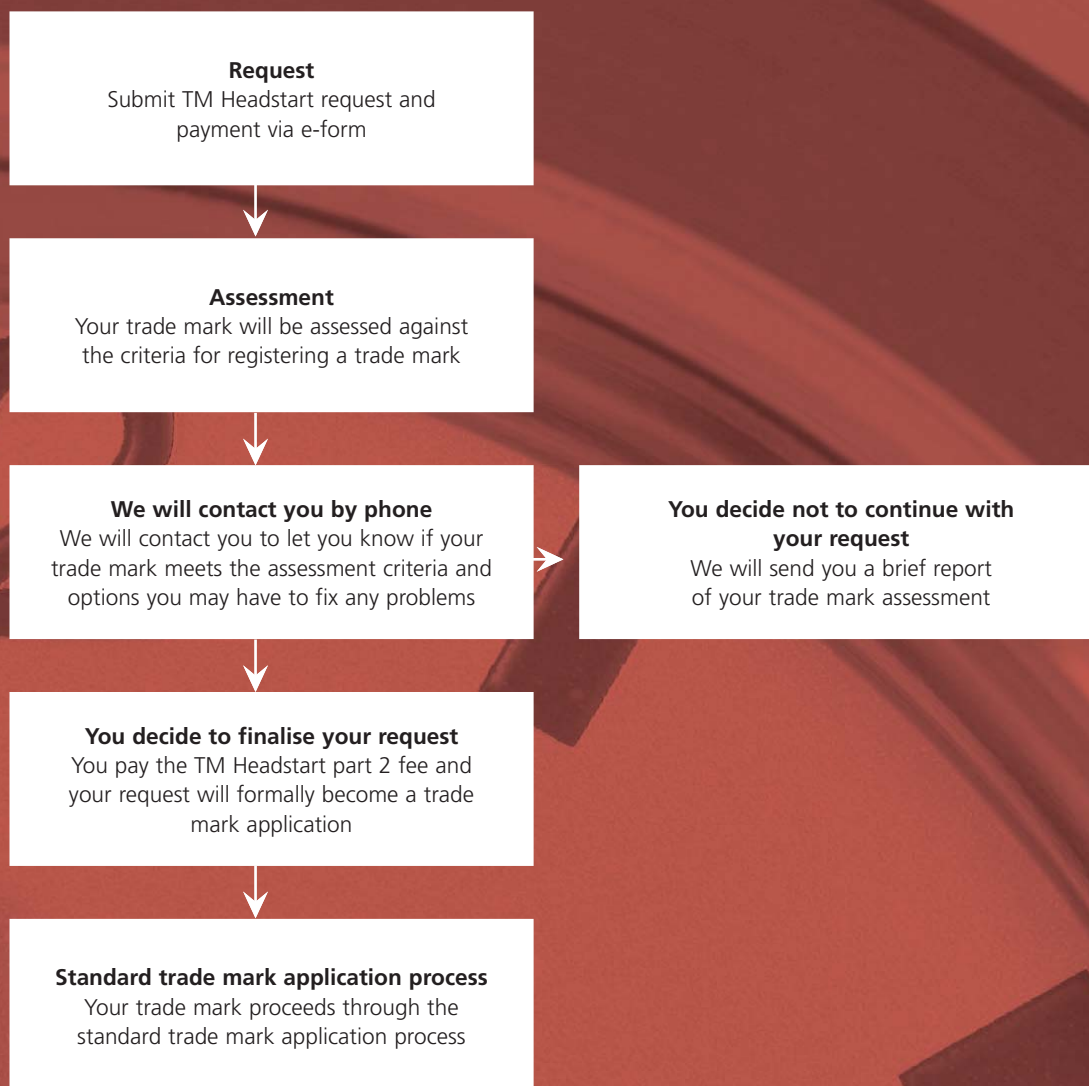 Request
Submit TM Headstart request and
payment via e-form
Assessment
Your trade mark will be assessed against
the criteria for registering a trade mark
We will contact you by phone
We will contact you to let you know if your
trade mark meets the assessment criteria and
options you may have to fix any problems
You decide not to continue with
your request
We will send you a brief report
of your trade mark assessment
You decide to finalise your request
You pay the TM Headstart part 2 fee and
your request will formally become a trade
mark application
Standard trade mark application process
Your trade mark proceeds through the
standard trade mark application process